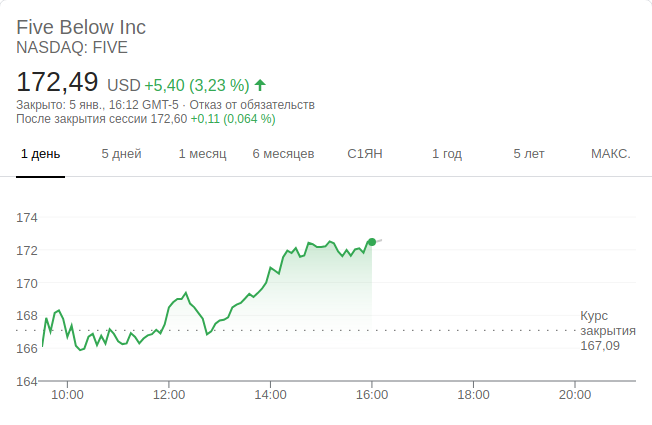 Five Below Inc
NASDAQ: FIVE
172,49 USD +5,40 (3,23 %)
Закрыто: 5 янв., 16:12 GMT-5 · Отказ от обязательств
После закрытия сессии 172,60 +0,11 (0,064 %)
1 день 5 дней 1 месяц 6 месяцев С1ЯН 1 год 5 лет МАКС.
174
172
170
168
166
164
Курс
закрытия
167,09
10:00 12:00 14:00 16:00 18:00 20:00